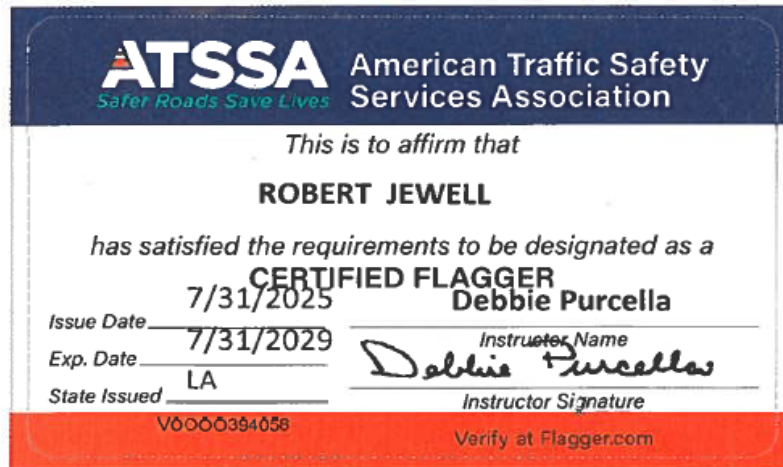 ATSSA
Safer Roads Save Lives
American Traffic Safety
Services Association
This is to affirm that
ROBERT JEWELL
has satisfied the requirements to be designated as a
CERTIFIED FLAGGER
Issue Date 7/31/2025
Debbie Purcella
Instructor Name
Exp. Date 7/31/2029
Debbie Purcella
State Issued LA
Instructor Signature
Verify at Flagger.com